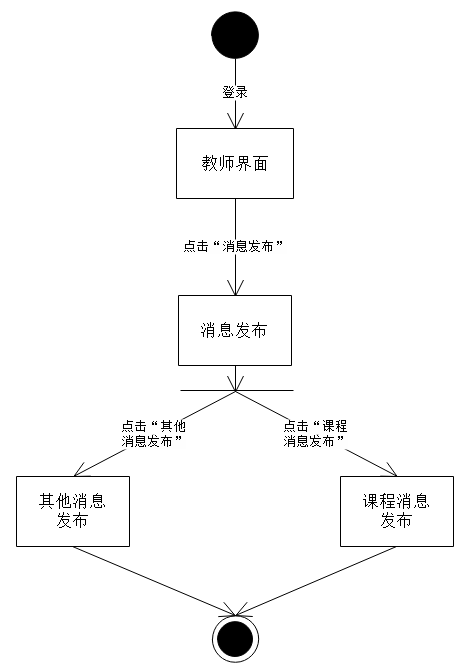 登录
教师界面
点击“消息发布”
消息发布
点击“其他
消息发布”
点击“课程
消息发布”
其他消息
发布
课程消息
发布